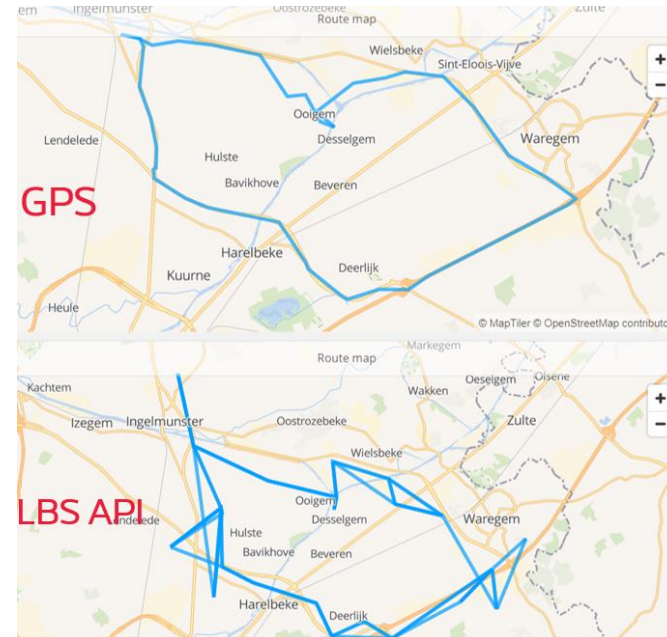 Ingelmunster
Oostrozebeke
Zulte
Route map
Wielsbeke
Sint-Eloois-Vijve
+
−
Ooigem
Lendelede
Desselgem
Waregem
Hulste
Bavikhove
Beveren
GPS
Harelbeke
Deerlijk
Kuurne
Heule
© MapTiler © OpenStreetMap contributo
Markegem
Route map
Kachtem
Oeselgem
Olsene
Wakken
+
−
Izegem
Ingelmunster
Oostrozebeke
Zulte
Wielsbeke
Ooigem
LBS API
Lendelede
Desselgem
Waregem
Hulste
Bavikhove
Beveren
Harelbeke
Deerlijk